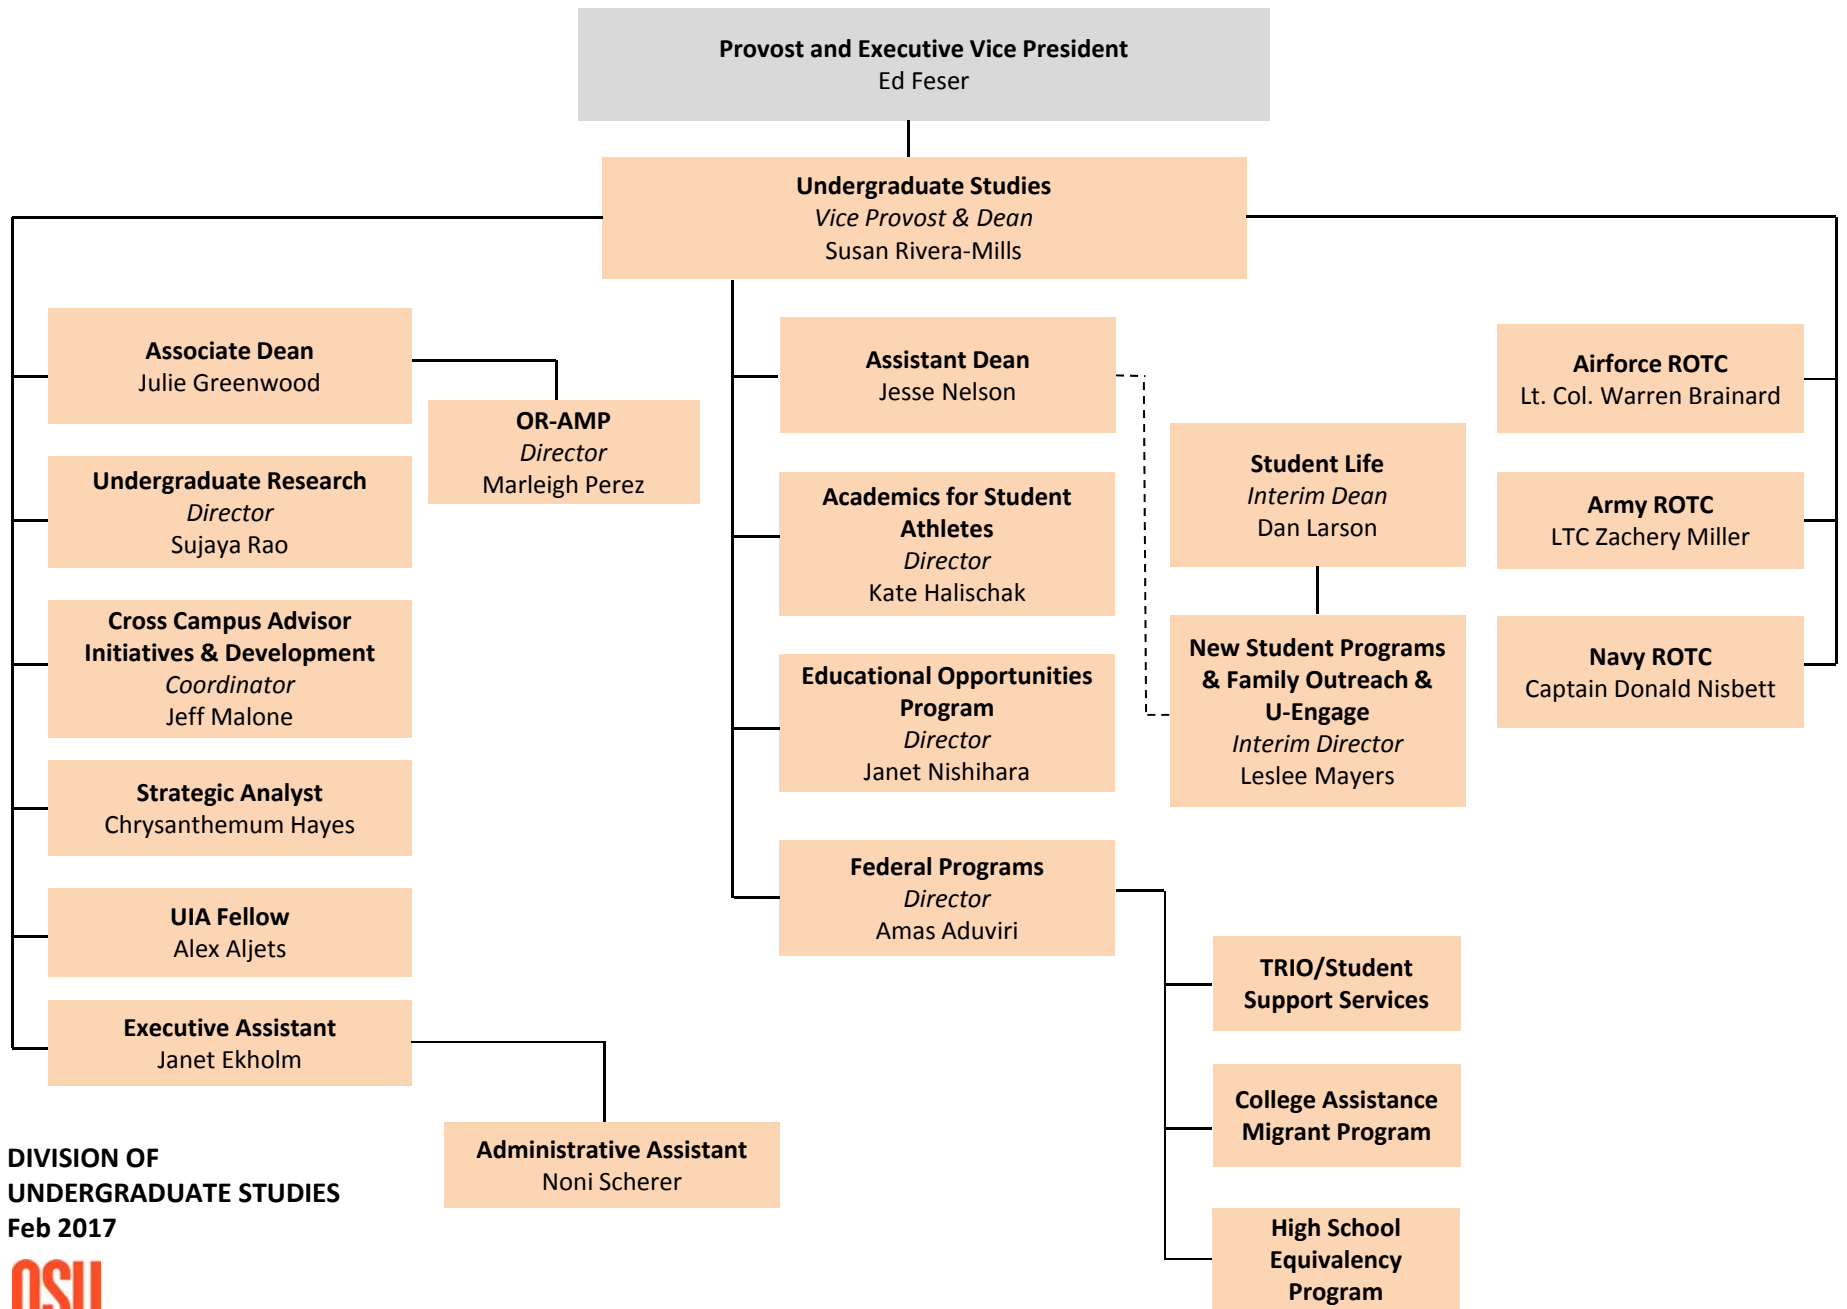 Provost and Executive Vice President
Ed Feser
Undergraduate Studies
Vice Provost & Dean
Susan Rivera-Mills
Associate Dean
Julie Greenwood
OR-AMP
Director
Marleigh Perez
Undergraduate Research
Director
Sujaya Rao
Cross Campus Advisor
Initiatives & Development
Coordinator
Jeff Malone
Strategic Analyst
Chrysanthemum Hayes
UIA Fellow
Alex Aljets
Executive Assistant
Janet Ekholm
Administrative Assistant
Noni Scherer
Assistant Dean
Jesse Nelson
Academics for Student
Athletes
Director
Kate Halischak
Educational Opportunities
Program
Director
Janet Nishihara
Federal Programs
Director
Amas Aduviri
Student Life
Interim Dean
Dan Larson
New Student Programs
& Family Outreach &
U-Engage
Interim Director
Leslee Mayers
TRIO/Student
Support Services
College Assistance
Migrant Program
High School
Equivalency
Program
Airforce ROTC
Lt. Col. Warren Brainard
Army ROTC
LTC Zachery Miller
Navy ROTC
Captain Donald Nisbett
DIVISION OF
UNDERGRADUATE STUDIES
Feb 2017
OSU